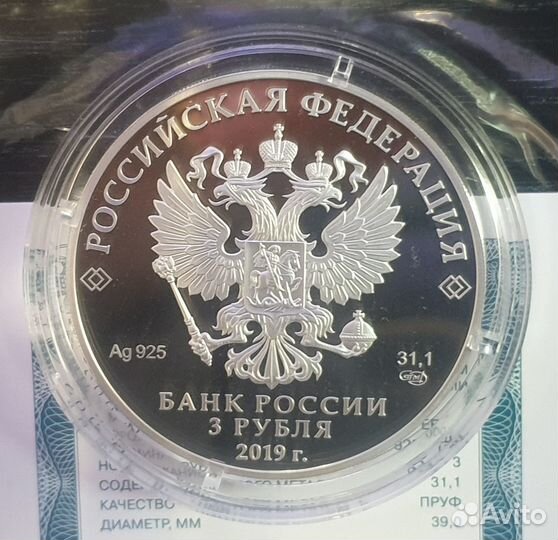 РОССИЙСКАЯ ФЕДЕРАЦИЯ
Ag 925
31,1
БАНК РОССИИ
3 РУБЛЯ
2019 г.
3
31,1
КАЧЕСТВО ПРУФ
ДИАМЕТР, ММ 39,0
Avito